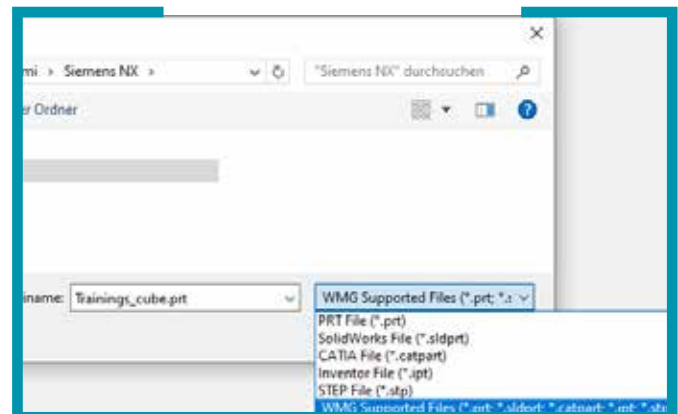 mi › Siemens NX ›
"Siemens NX" durchsuchen
er Ordner
iname: Trainings_cube.prt
WMG Supported Files (*.prt; *.s
PRT File (*.prt)
SolidWorks File (*.sldprt)
CATIA File (*.catpart)
Inventor File (*.ipt)
STEP File (*.stp)
WMG Supported Files (*.prt; *.sldprt; *.catpart; *.ipt; *.stp